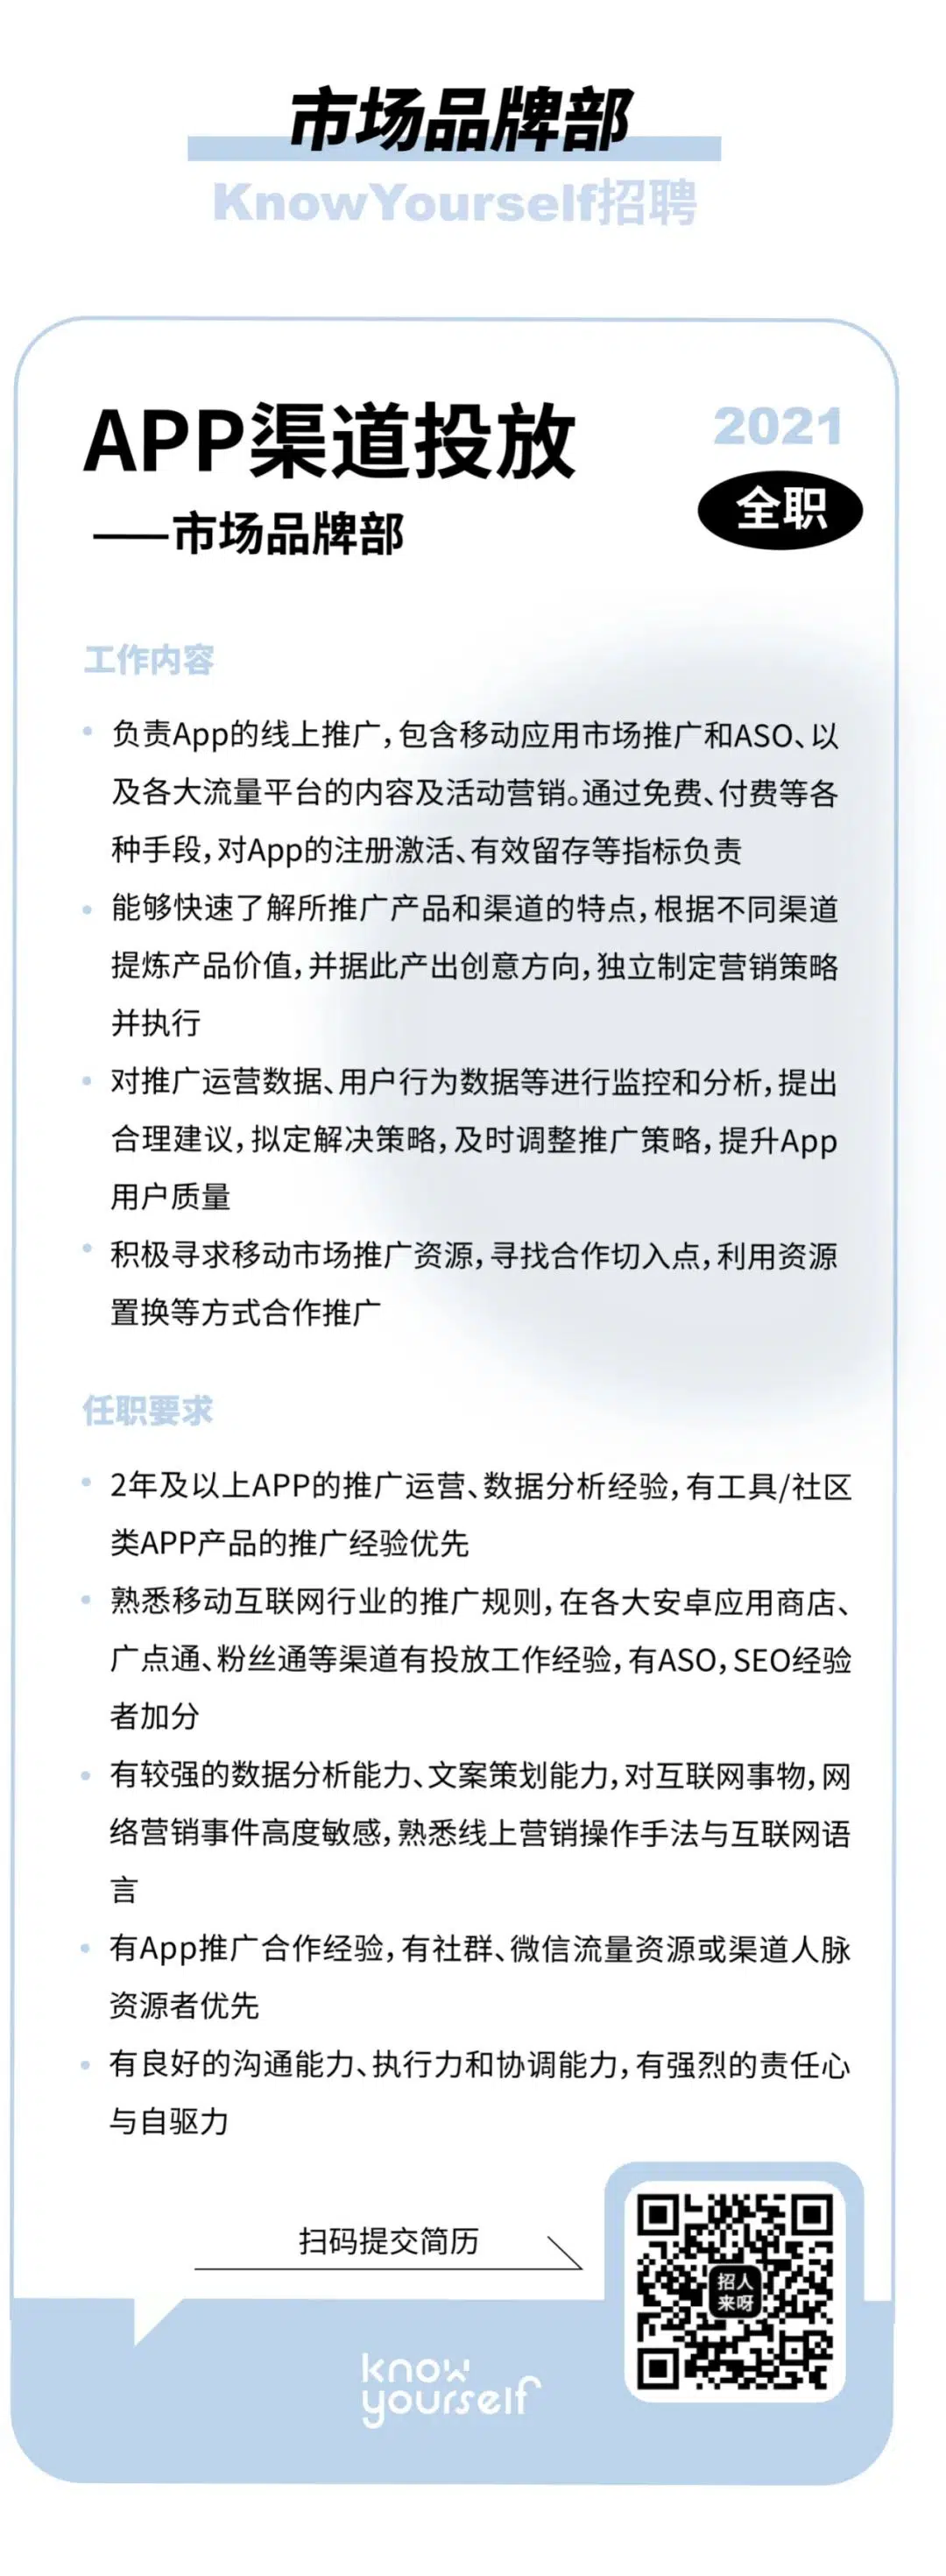 市场品牌部
KnowYourself招聘
APP渠道投放
2021
——市场品牌部
全职
工作内容
• 负责App的线上推广，包含移动应用市场推广和ASO、以
及各大流量平台的内容及活动营销。通过免费、付费等各
种手段，对App的注册激活、有效留存等指标负责
• 能够快速了解所推广产品和渠道的特点，根据不同渠道
提炼产品价值，并据此产出创意方向，独立制定营销策略
并执行
• 对推广运营数据、用户行为数据等进行监控和分析，提出
合理建议，拟定解决策略，及时调整推广策略，提升App
用户质量
• 积极寻求移动市场推广资源，寻找合作切入点，利用资源
置换等方式合作推广
任职要求
• 2年及以上APP的推广运营、数据分析经验，有工具/社区
类APP产品的推广经验优先
• 熟悉移动互联网行业的推广规则，在各大安卓应用商店、
广点通、粉丝通等渠道有投放工作经验，有ASO，SEO经验
者加分
• 有较强的数据分析能力、文案策划能力，对互联网事物，网
络营销事件高度敏感，熟悉线上营销操作手法与互联网语
言
• 有App推广合作经验，有社群、微信流量资源或渠道人脉
资源者优先
• 有良好的沟通能力、执行力和协调能力，有强烈的责任心
与自驱力
扫码提交简历
招人
来呀
know
yourself